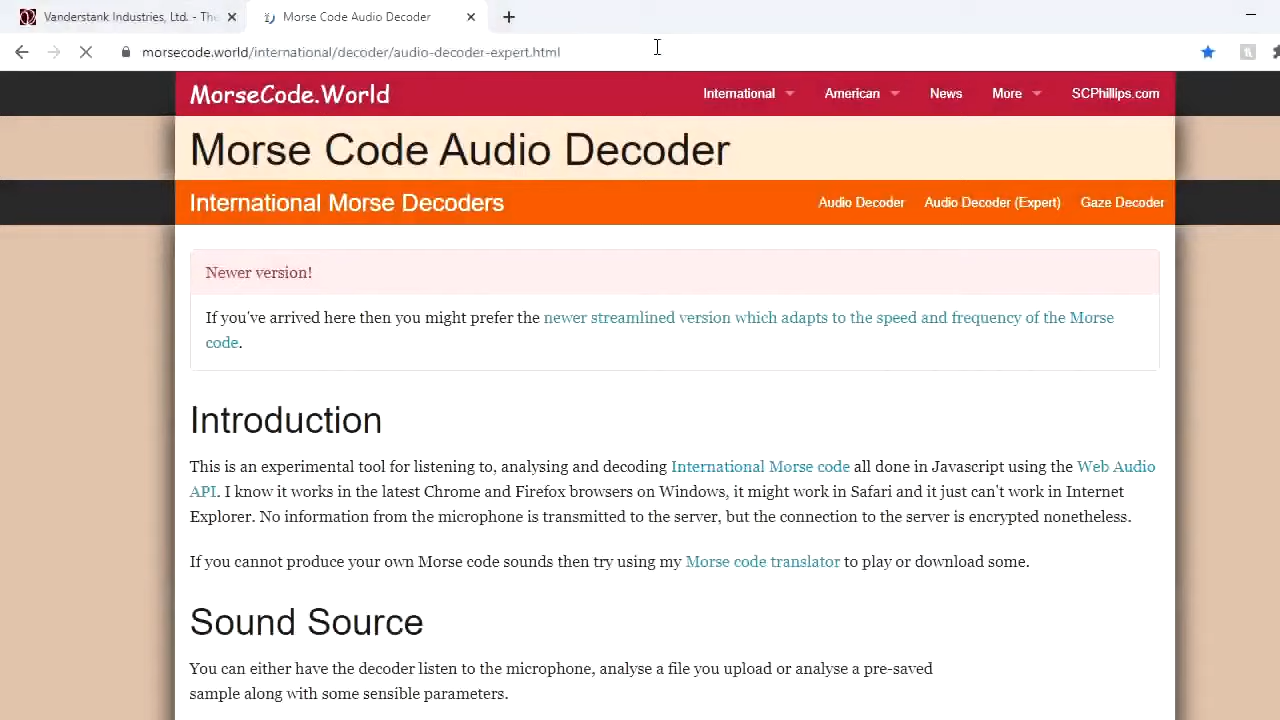 Vanderstank Industries, Ltd. - The
Morse Code Audio Decoder
morsecode.world/international/decoder/audio-decoder-expert.html
MorseCode.World
International
American
News
More
SCPhillips.com
Morse Code Audio Decoder
International Morse Decoders
Audio Decoder
Audio Decoder (Expert)
Gaze Decoder
Newer version!
If you've arrived here then you might prefer the newer streamlined version which adapts to the speed and frequency of the Morse
code.
Introduction
This is an experimental tool for listening to, analysing and decoding International Morse code all done in Javascript using the Web Audio
API. I know it works in the latest Chrome and Firefox browsers on Windows, it might work in Safari and it just can't work in Internet
Explorer. No information from the microphone is transmitted to the server, but the connection to the server is encrypted nonetheless.
If you cannot produce your own Morse code sounds then try using my Morse code translator to play or download some.
Sound Source
You can either have the decoder listen to the microphone, analyse a file you upload or analyse a pre-saved
sample along with some sensible parameters.